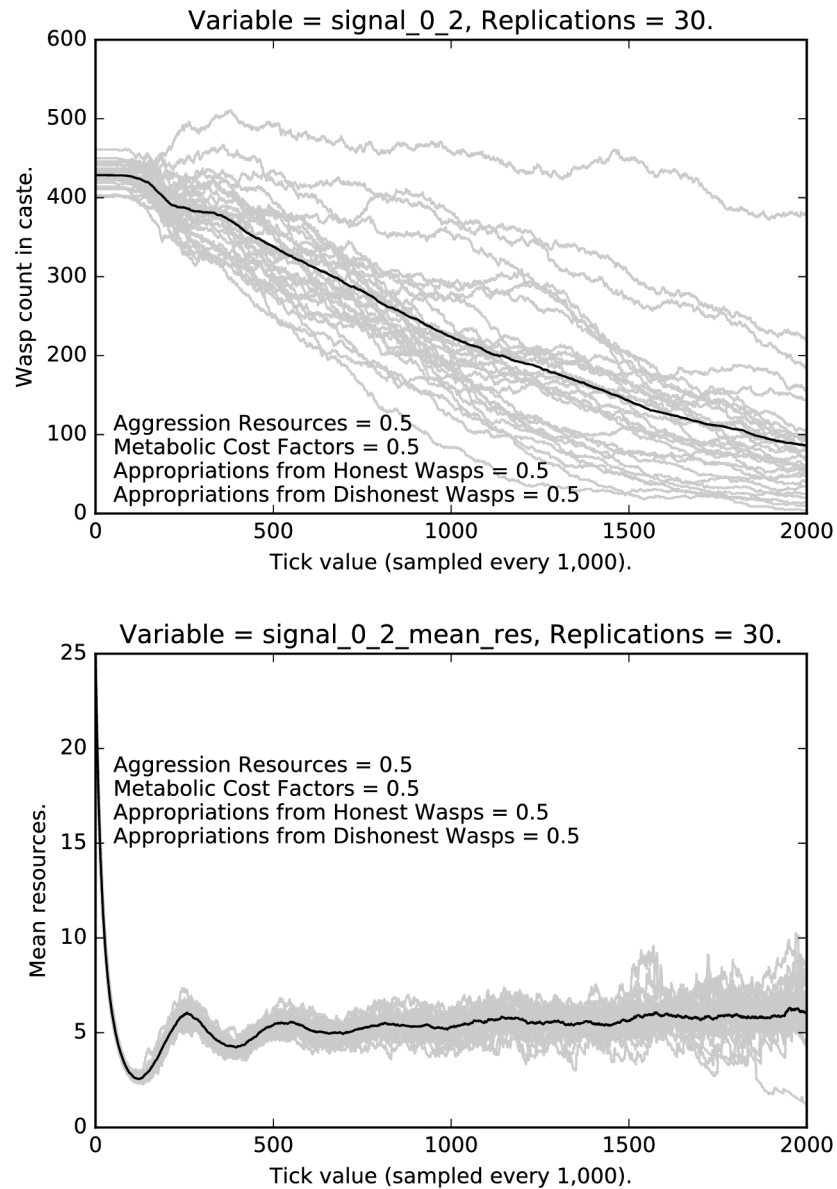 Variable = signal_0_2, Replications = 30.
600
500
400
300
200
100
0
Wasp count in caste.
Aggression Resources = 0.5
Metabolic Cost Factors = 0.5
Appropriations from Honest Wasps = 0.5
Appropriations from Dishonest Wasps = 0.5
0 500 1000 1500 2000
Tick value (sampled every 1,000).
Variable = signal_0_2_mean_res, Replications = 30.
25
20
15
10
5
0
Mean resources.
Aggression Resources = 0.5
Metabolic Cost Factors = 0.5
Appropriations from Honest Wasps = 0.5
Appropriations from Dishonest Wasps = 0.5
0 500 1000 1500 2000
Tick value (sampled every 1,000).